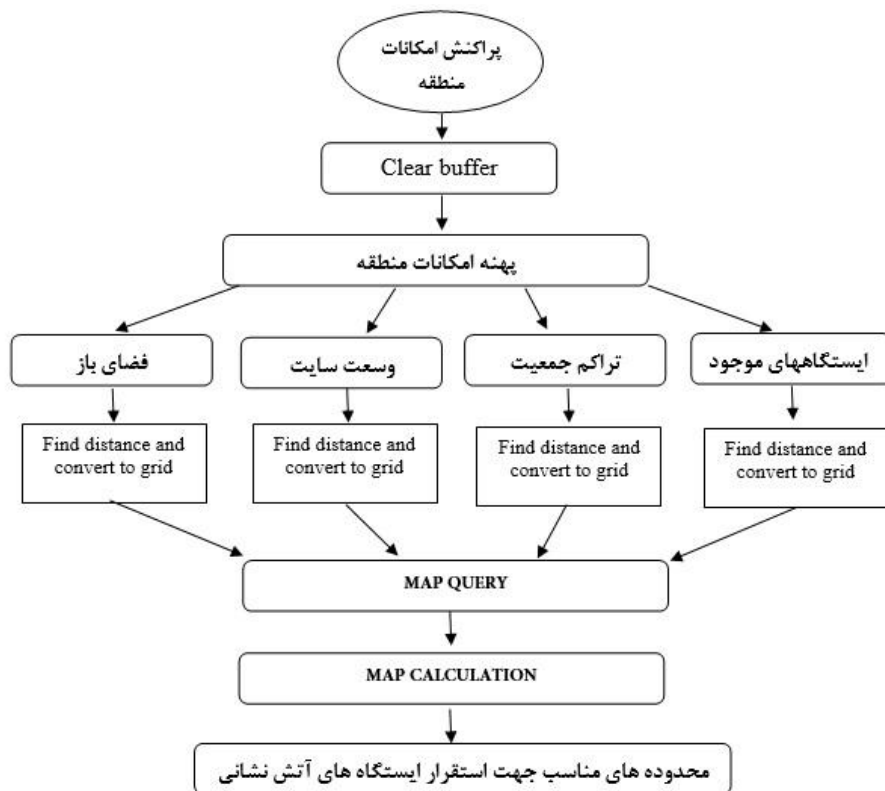 پراکنش امکانات
منطقه
Clear buffer
پهنه امکانات منطقه
فضای باز
وسعت سایت
تراکم جمعیت
ایستگاههای موجود
Find distance and
convert to grid
Find distance and
convert to grid
Find distance and
convert to grid
Find distance and
convert to grid
MAP QUERY
MAP CALCULATION
محدوده های مناسب جهت استقرار ایستگاه های آتش نشانی